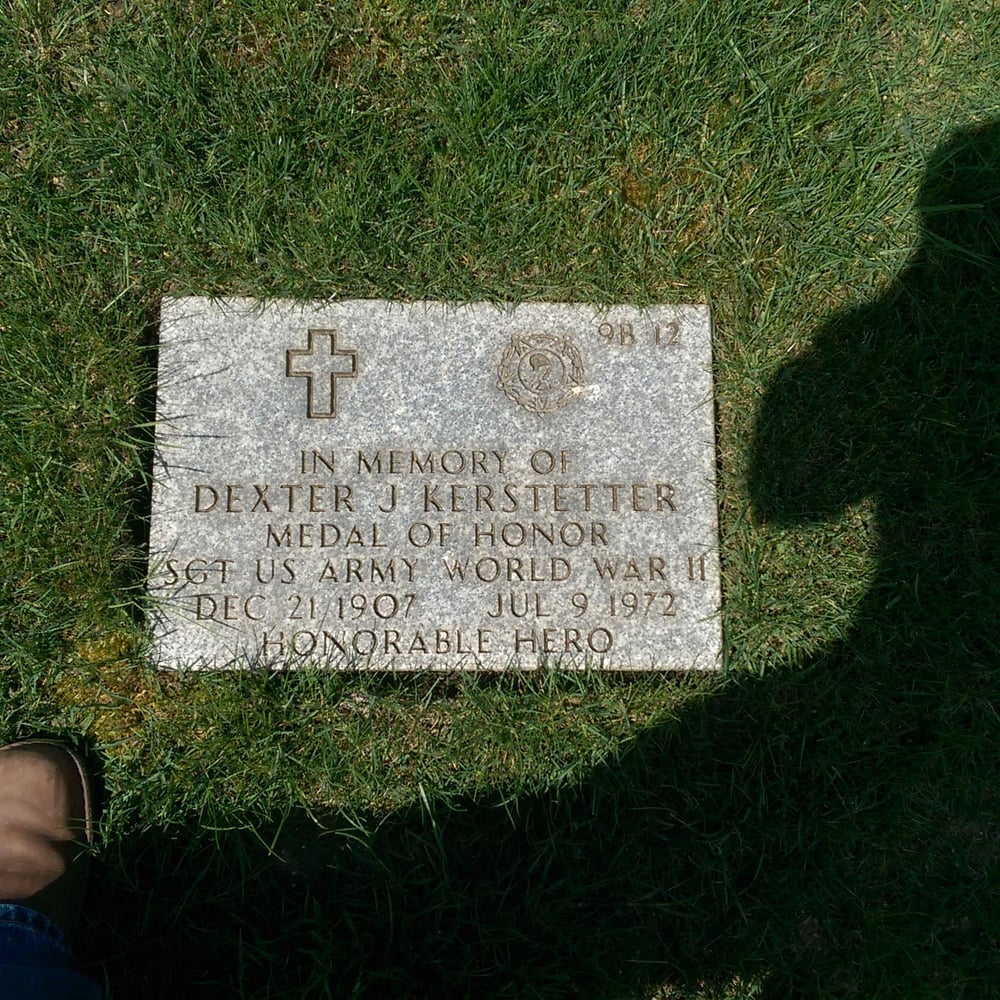 9B 12
IN MEMORY OF
DEXTER J KERSTETTER
MEDAL OF HONOR
SGT US ARMY WORLD WAR II
DEC 21 1907 JUL 9 1972
HONORABLE HERO